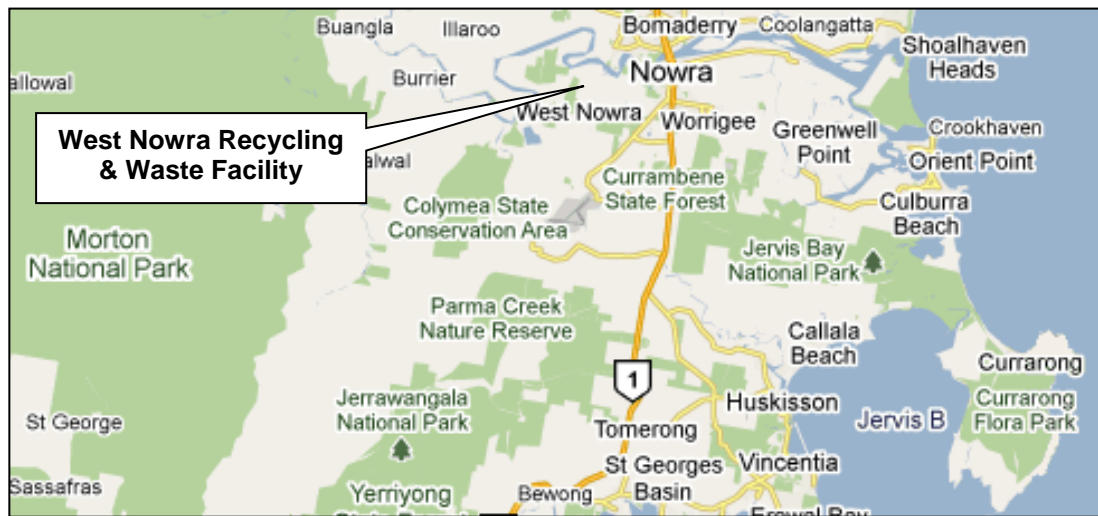 Buangla
Illaroo
Bomaderry
Coolangatta
Shoalhaven
Heads
Burrier
Nowra
West Nowra
Worrigee
Greenwell
Point
Crookhaven
Orient Point
West Nowra Recycling
& Waste Facility
Currambene
State Forest
Culburra
Beach
Colymea State
Conservation Area
Morton
National Park
Jervis Bay
National Park
Parma Creek
Nature Reserve
Callala
Beach
Currarong
1
Jerrawangala
National Park
Huskisson
Currarong
Flora Park
St George
Jervis B
Tomerong
St Georges
Basin
Vincentia
Sassafras
Bewong
Yerriyong